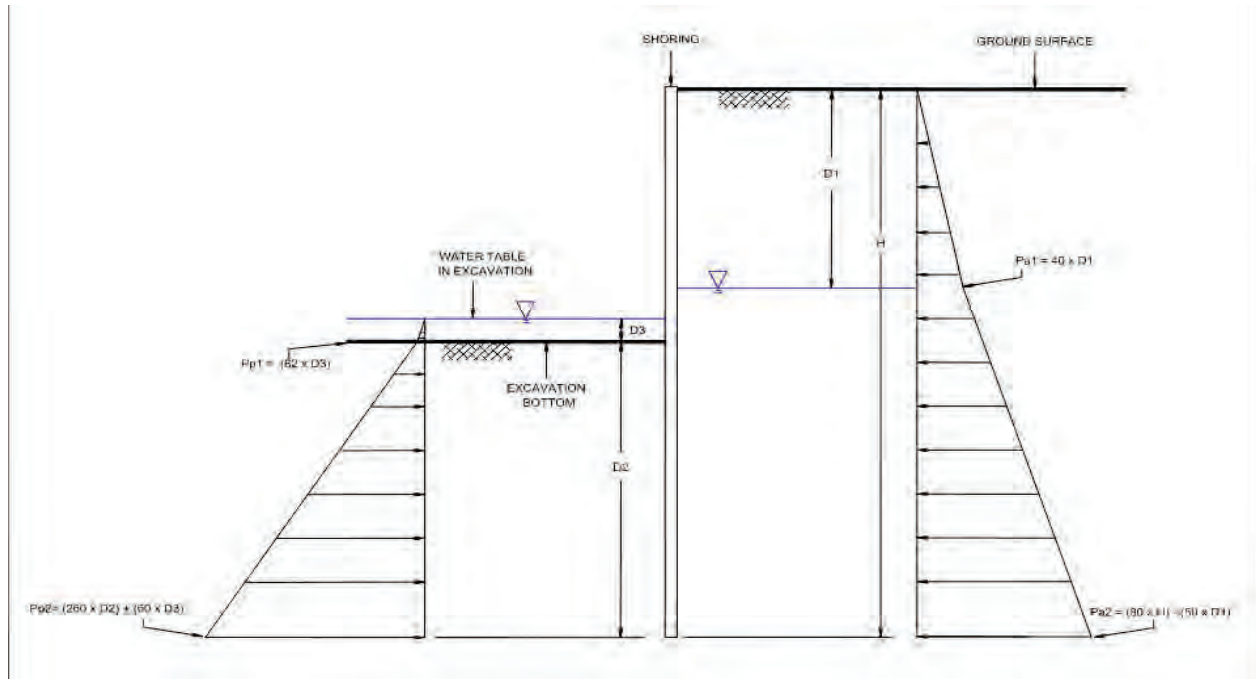 SHORING
GROUND SURFACE
D1
H
WATER TABLE
IN EXCAVATION
Pa1 = 40 x D1
D3
Pp1 = (62 x D3)
EXCAVATION
BOTTOM
D2
Pp2= (260 x D2) + (60 x D3)
Pa2 = (80 x H) -(50 x D1)